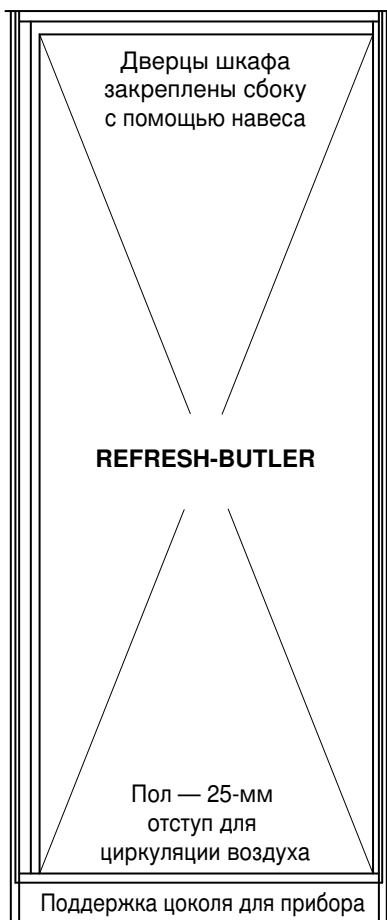 Дверцы шкафа
закреплены сбоку
с помощью навеса
REFRESH-BUTLER
Пол — 25-мм
отступ для
циркуляции воздуха
Поддержка цоколя для прибора